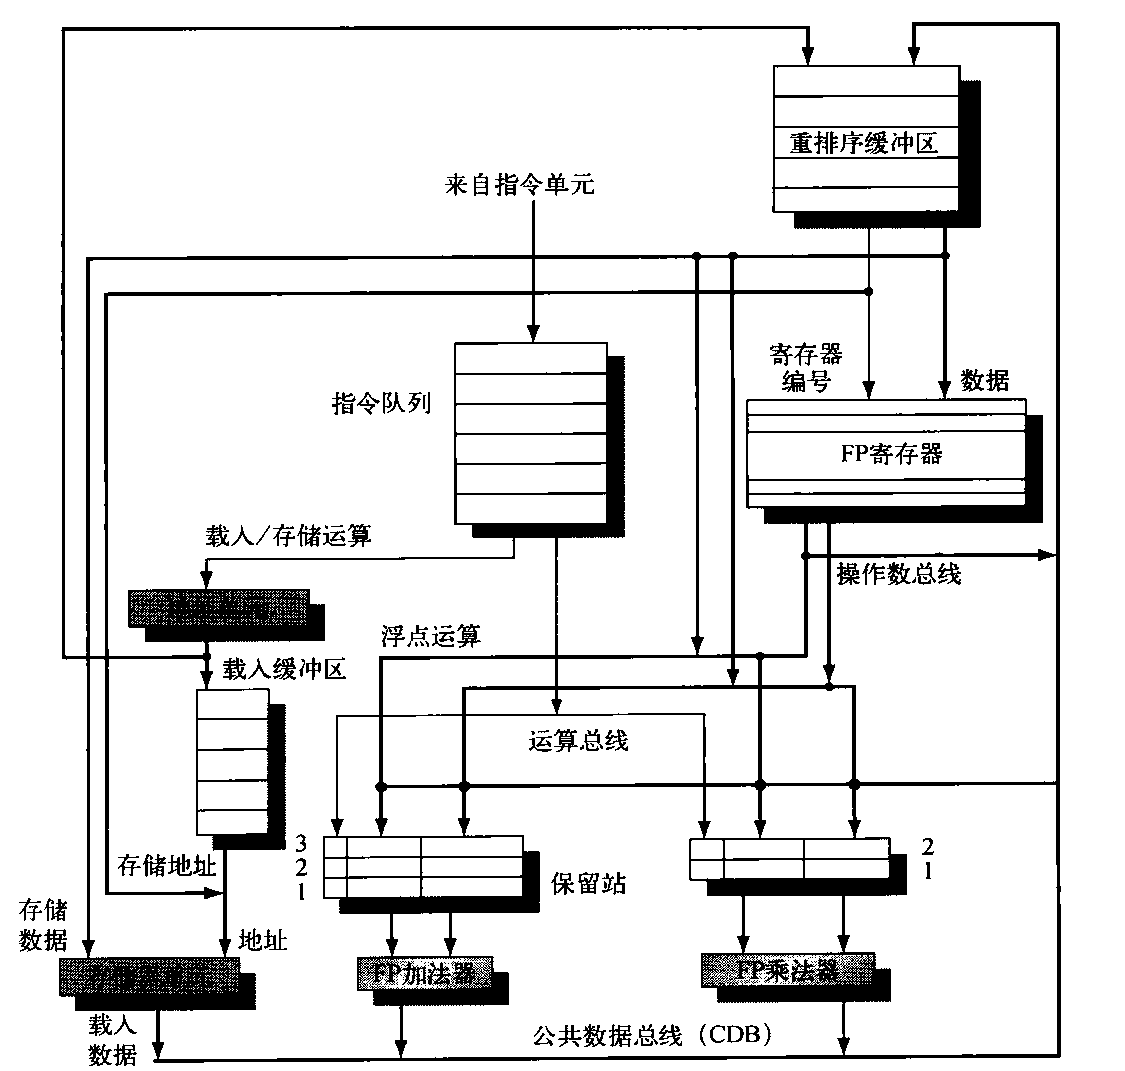 重排序缓冲区
来自指令单元
寄存器
编号
数据
指令队列
FP寄存器
载入/存储运算
操作数总线
浮点运算
载入缓冲区
运算总线
3
2
1
2
1
存储地址
保留站
存储
数据
地址
FP加法器
FP乘法器
载入
数据
公共数据总线（CDB）